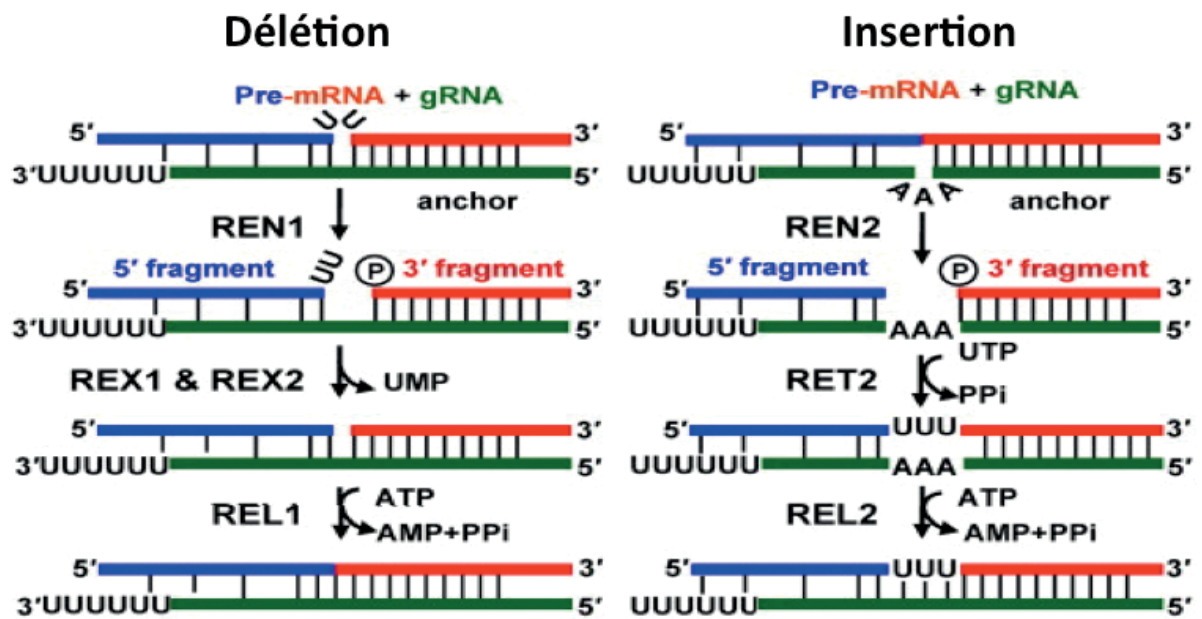 Délétion
Pre-mRNA + gRNA
UU
5′ 3′
3′UUUUUU 5′
anchor
REN1
5′ fragment UU P 3′ fragment
5′
3′UUUUUU 5′
REX1 & REX2 UMP
5′ 3′
3′UUUUUU 5′
REL1 ATP
AMP+PPi
5′ 3′
3′UUUUUU 5′
Insertion
Pre-mRNA + gRNA
5′ 3′
UUUUUU 5′
AAA
anchor
REN2
5′ fragment P 3′ fragment
5′ 3′
UUUUUU AAA 5′
RET2 UTP
PPi
5′ UUU 3′
UUUUUU AAA 5′
REL2 ATP
AMP+PPi
5′ UUU 3′
UUUUUU 5′